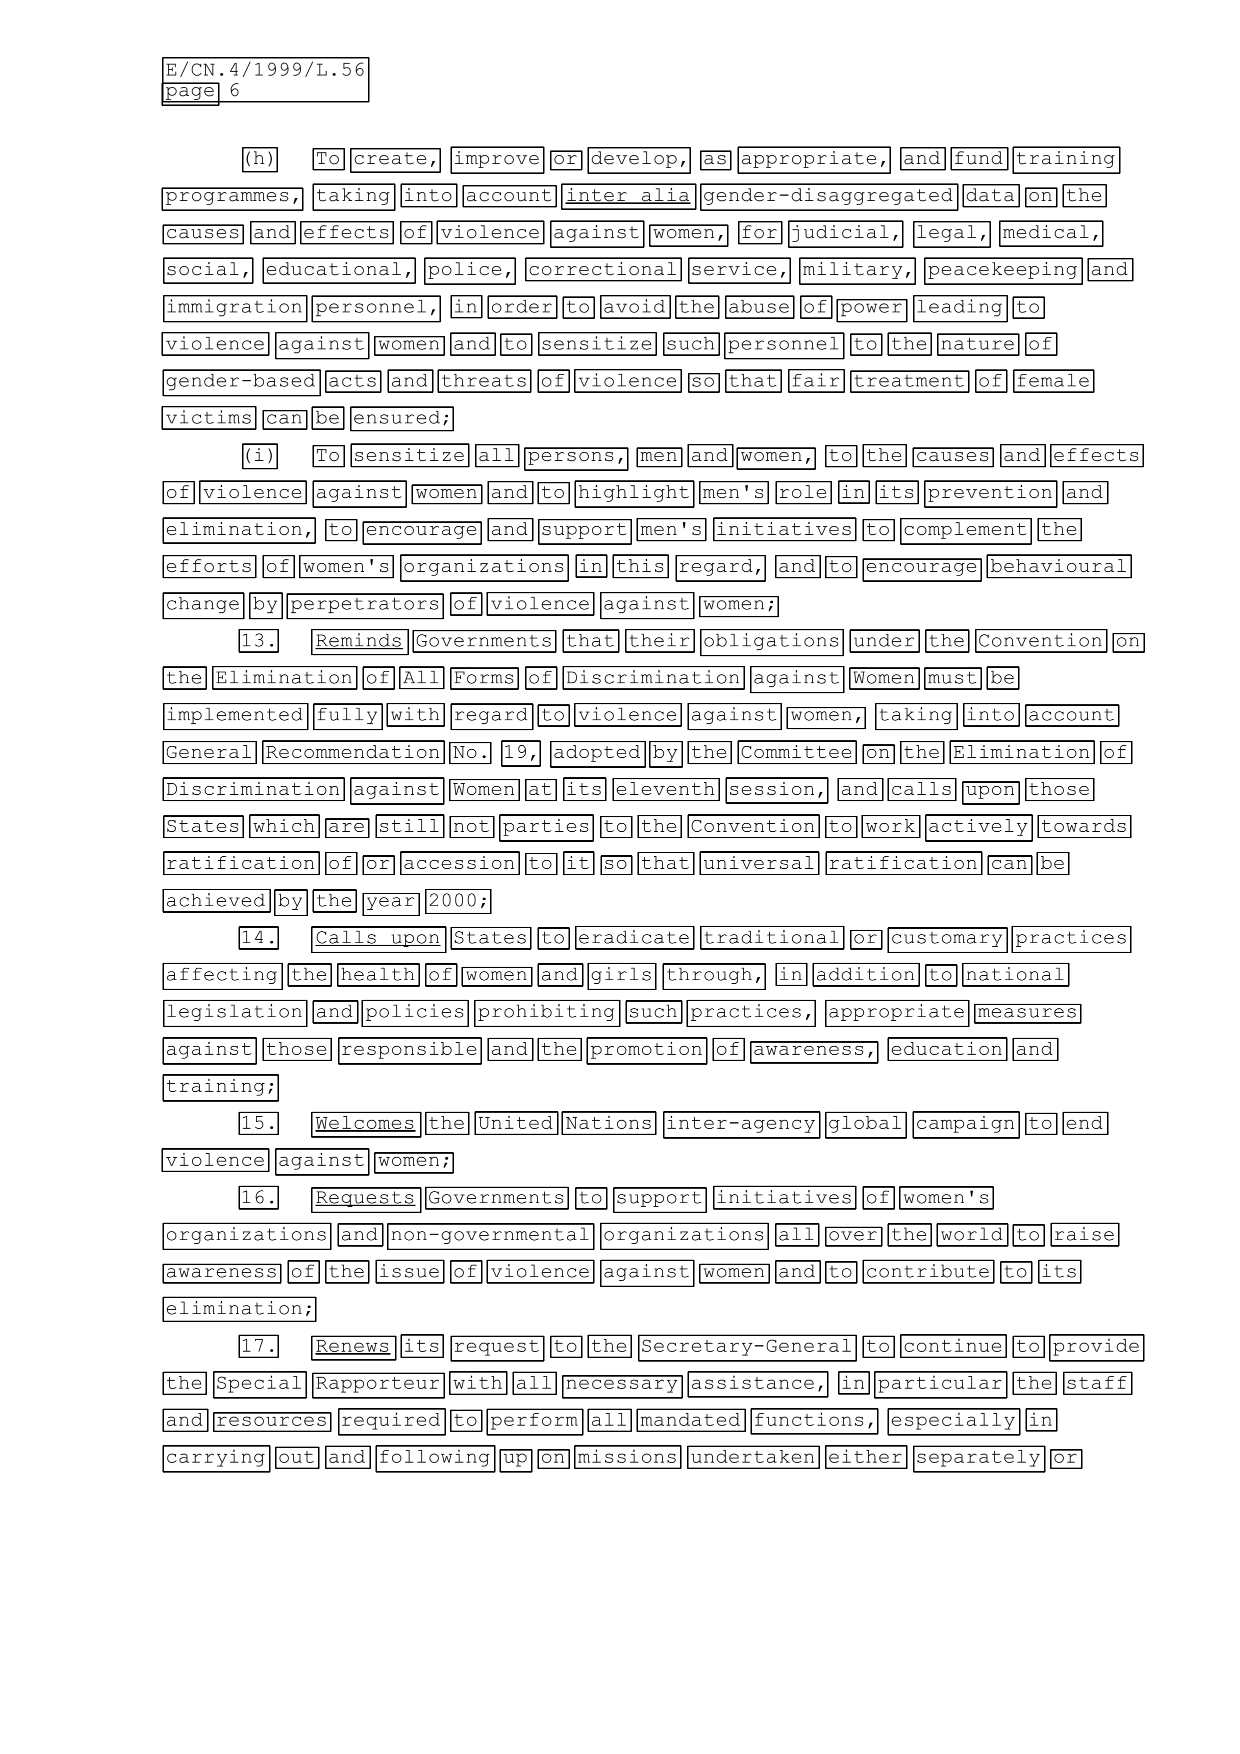 E/CN.4/1999/L.56
page 6
(h) To create, improve or develop, as appropriate, and fund training
programmes, taking into account inter alia gender-disaggregated data on the
causes and effects of violence against women, for judicial, legal, medical,
social, educational, police, correctional service, military, peacekeeping and
immigration personnel, in order to avoid the abuse of power leading to
violence against women and to sensitize such personnel to the nature of
gender-based acts and threats of violence so that fair treatment of female
victims can be ensured;
(i) To sensitize all persons, men and women, to the causes and effects
of violence against women and to highlight men's role in its prevention and
elimination, to encourage and support men's initiatives to complement the
efforts of women's organizations in this regard, and to encourage behavioural
change by perpetrators of violence against women;
13. Reminds Governments that their obligations under the Convention on
the Elimination of All Forms of Discrimination against Women must be
implemented fully with regard to violence against women, taking into account
General Recommendation No. 19, adopted by the Committee on the Elimination of
Discrimination against Women at its eleventh session, and calls upon those
States which are still not parties to the Convention to work actively towards
ratification of or accession to it so that universal ratification can be
achieved by the year 2000;
14. Calls upon States to eradicate traditional or customary practices
affecting the health of women and girls through, in addition to national
legislation and policies prohibiting such practices, appropriate measures
against those responsible and the promotion of awareness, education and
training;
15. Welcomes the United Nations inter-agency global campaign to end
violence against women;
16. Requests Governments to support initiatives of women's
organizations and non-governmental organizations all over the world to raise
awareness of the issue of violence against women and to contribute to its
elimination;
17. Renews its request to the Secretary-General to continue to provide
the Special Rapporteur with all necessary assistance, in particular the staff
and resources required to perform all mandated functions, especially in
carrying out and following up on missions undertaken either separately or